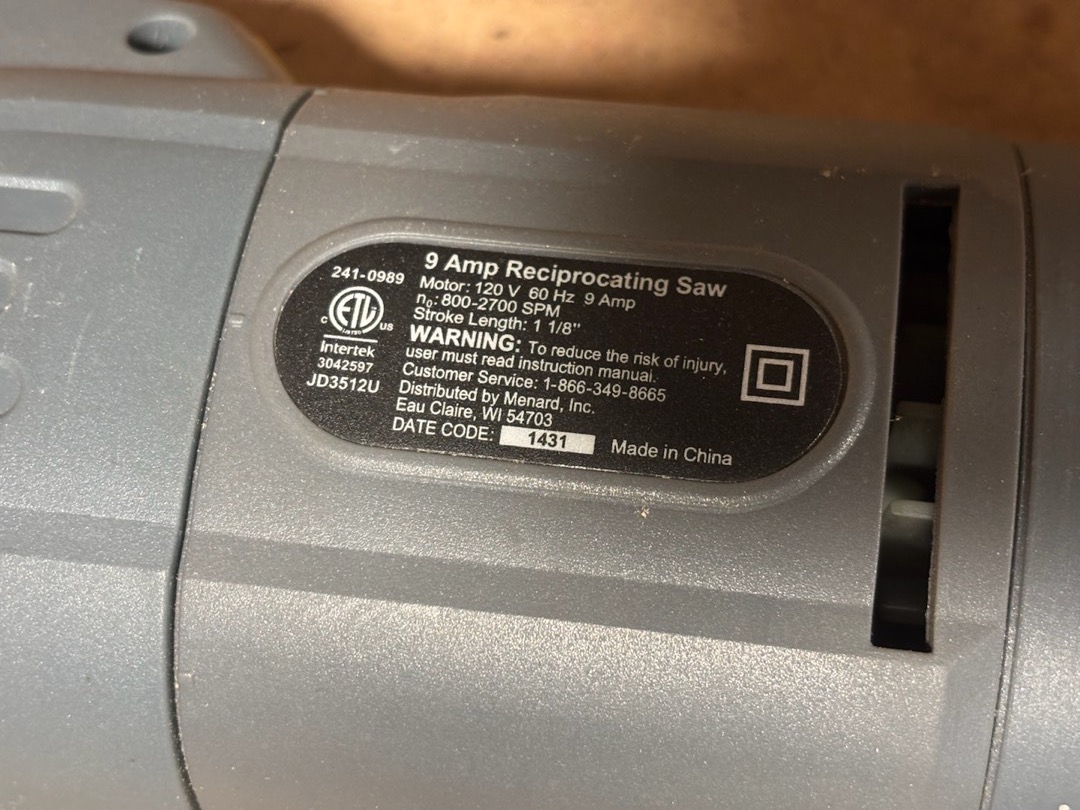 241-0989
9 Amp Reciprocating Saw
Motor: 120 V 60 Hz 9 Amp
n₀: 800-2700 SPM
Stroke Length: 1 1/8"
WARNING: To reduce the risk of injury,
user must read instruction manual.
Customer Service: 1-866-349-8665
Distributed by Menard, Inc.
Eau Claire, WI 54703
DATE CODE: 1431 Made in China
C ETL US
LISTED
Intertek
3042597
JD3512U